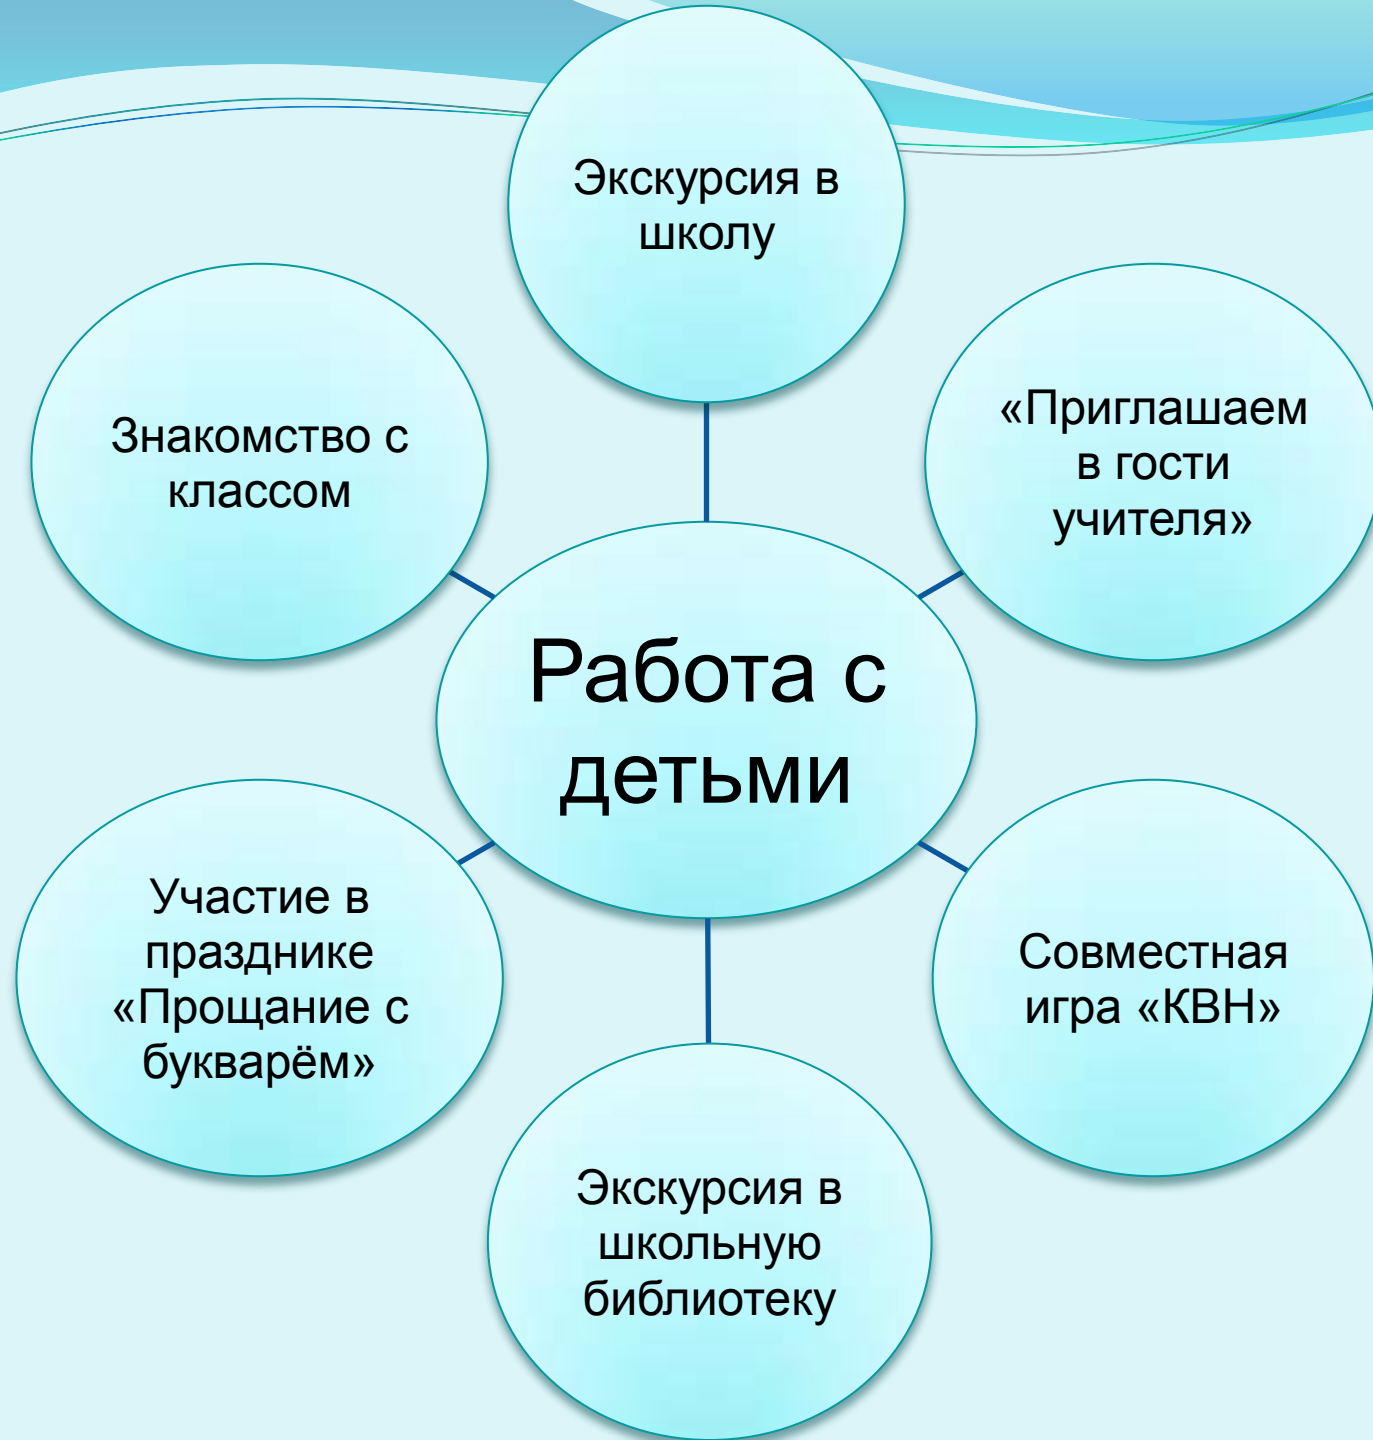 Экскурсия в
школу
«Приглашаем
в гости
учителя»
Знакомство с
классом
Работа с
детьми
Участие в
празднике
«Прощание с
букварём»
Совместная
игра «КВН»
Экскурсия в
школьную
библиотеку